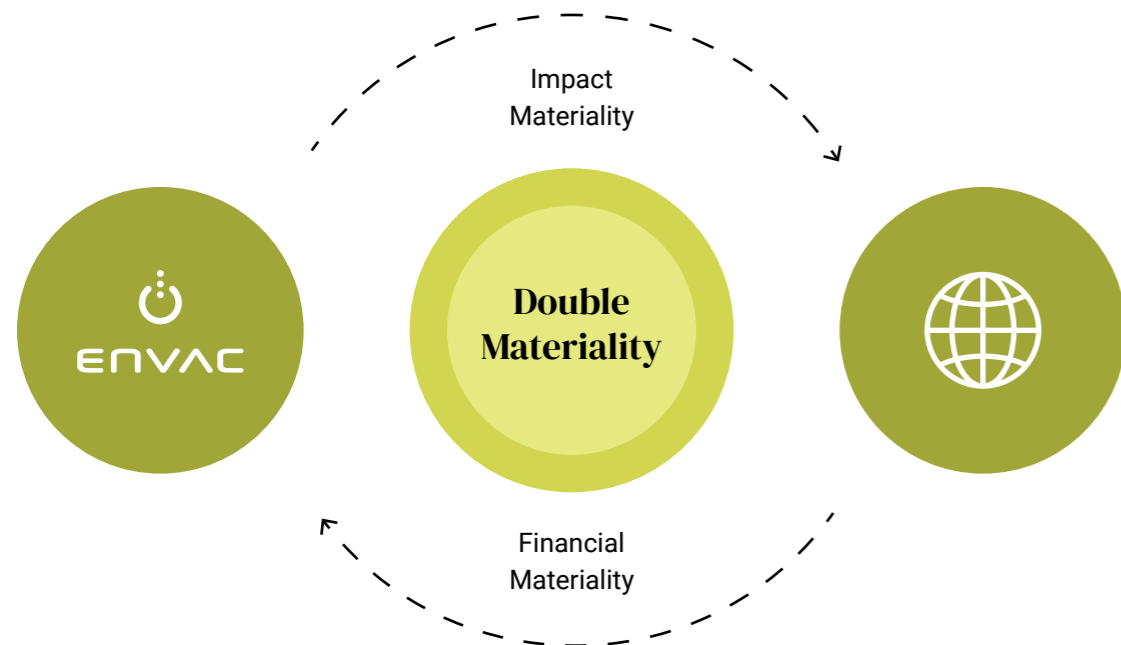 Impact
Materiality
ENVAC
Double
Materiality
Financial
Materiality